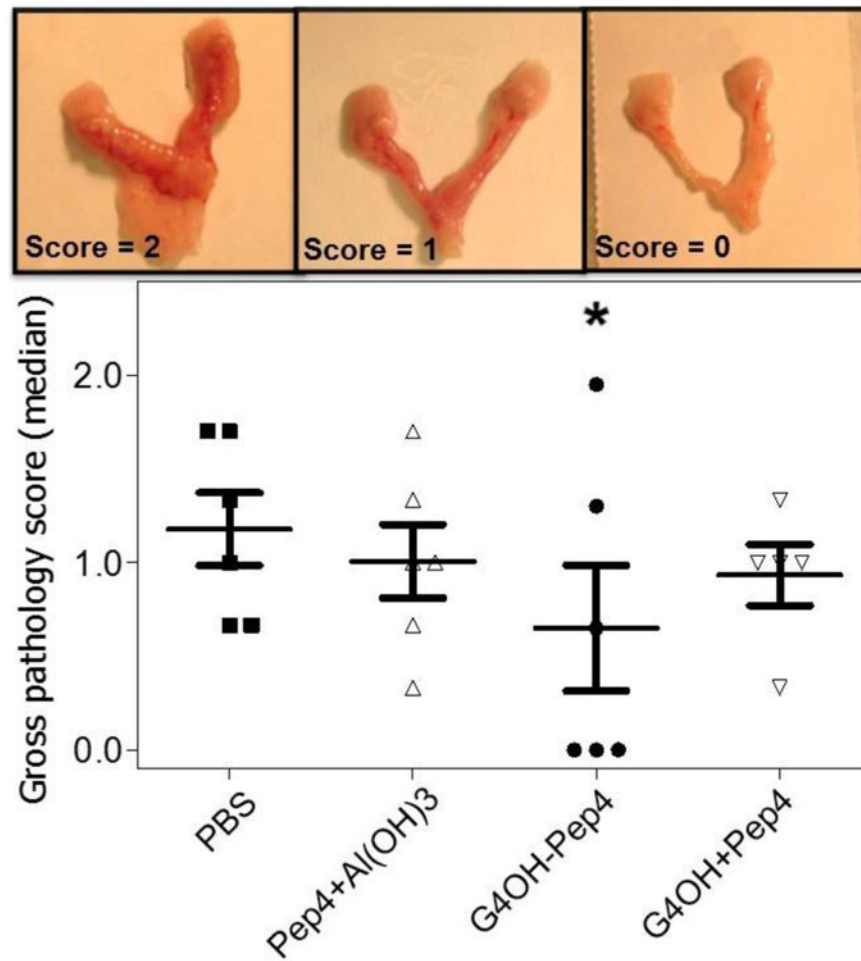 Score = 2
Score = 1
Score = 0
Gross pathology score (median)
2.0
*
1.0
0.0
PBS
Pep4+Al(OH)3
G4OH-Pep4
G4OH+Pep4